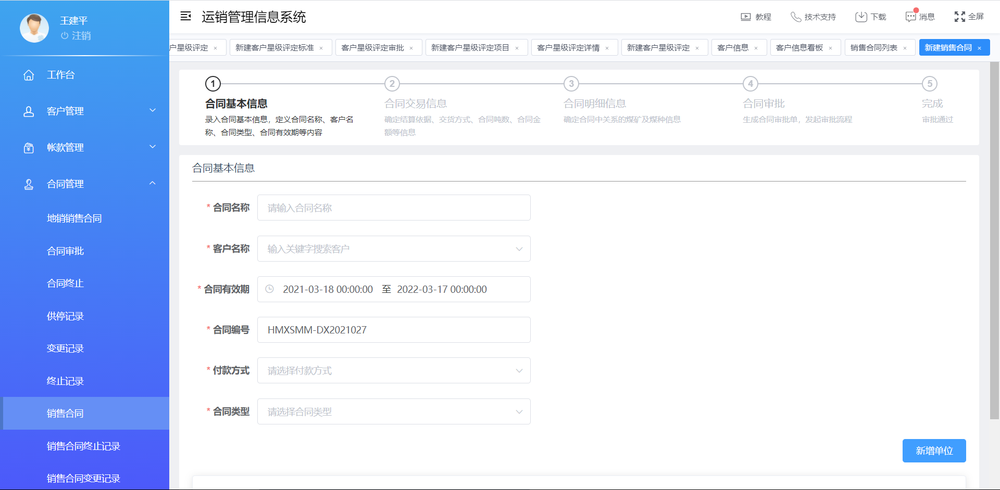 王建平
注销
运销管理信息系统
教程
技术支持
下载
消息
全屏
户星级评定 ×
新建客户星级评定标准 ×
客户星级评定审批 ×
新建客户星级评定项目 ×
客户星级评定详情 ×
新建客户星级评定 ×
客户信息 ×
客户信息看板 ×
销售合同列表 ×
新建销售合同 ×
工作台
客户管理
帐款管理
合同管理
地销销售合同
合同审批
合同终止
供停记录
变更记录
终止记录
销售合同
销售合同终止记录
销售合同变更记录
1
合同基本信息
录入合同基本信息，定义合同名称、客户名
称、合同类型、合同有效期等内容
2
合同交易信息
确定结算依据、交货方式、合同吨数、合同金
额等信息
3
合同明细信息
确定合同中关系的煤矿及煤种信息
4
合同审批
生成合同审批单，发起审批流程
5
完成
审批通过
合同基本信息
* 合同名称 请输入合同名称
* 客户名称 输入关键字搜索客户
* 合同有效期 2021-03-18 00:00:00 至 2022-03-17 00:00:00
* 合同编号 HMXSMM-DX2021027
* 付款方式 请选择付款方式
* 合同类型 请选择合同类型
新增单位